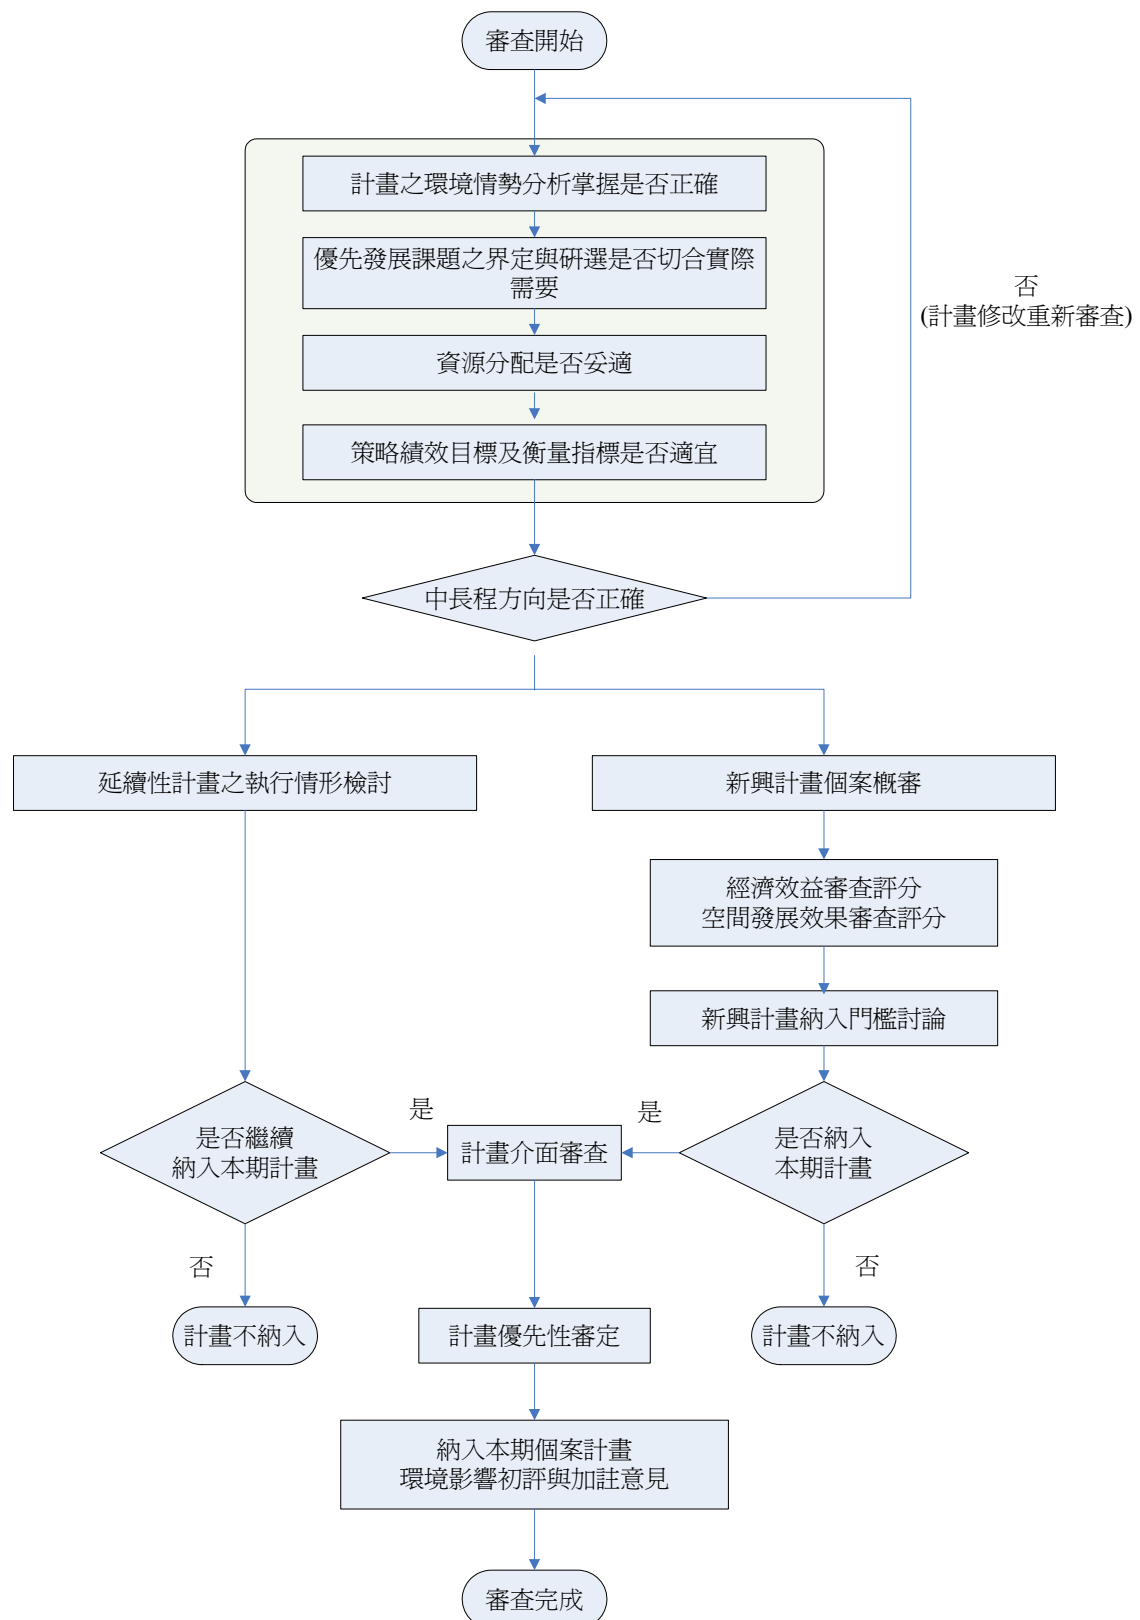 審查開始
計畫之環境情勢分析掌握是否正確
優先發展課題之界定與研選是否切合實際
需要
否
(計畫修改重新審查)
資源分配是否妥適
策略績效目標及衡量指標是否適宜
中長程方向是否正確
延續性計畫之執行情形檢討
新興計畫個案概審
經濟效益審查評分
空間發展效果審查評分
新興計畫納入門檻討論
是否繼續
納入本期計畫
是
計畫介面審查
是
是否納入
本期計畫
否
否
計畫不納入
計畫優先性審定
計畫不納入
納入本期個案計畫
環境影響初評與加註意見
審查完成